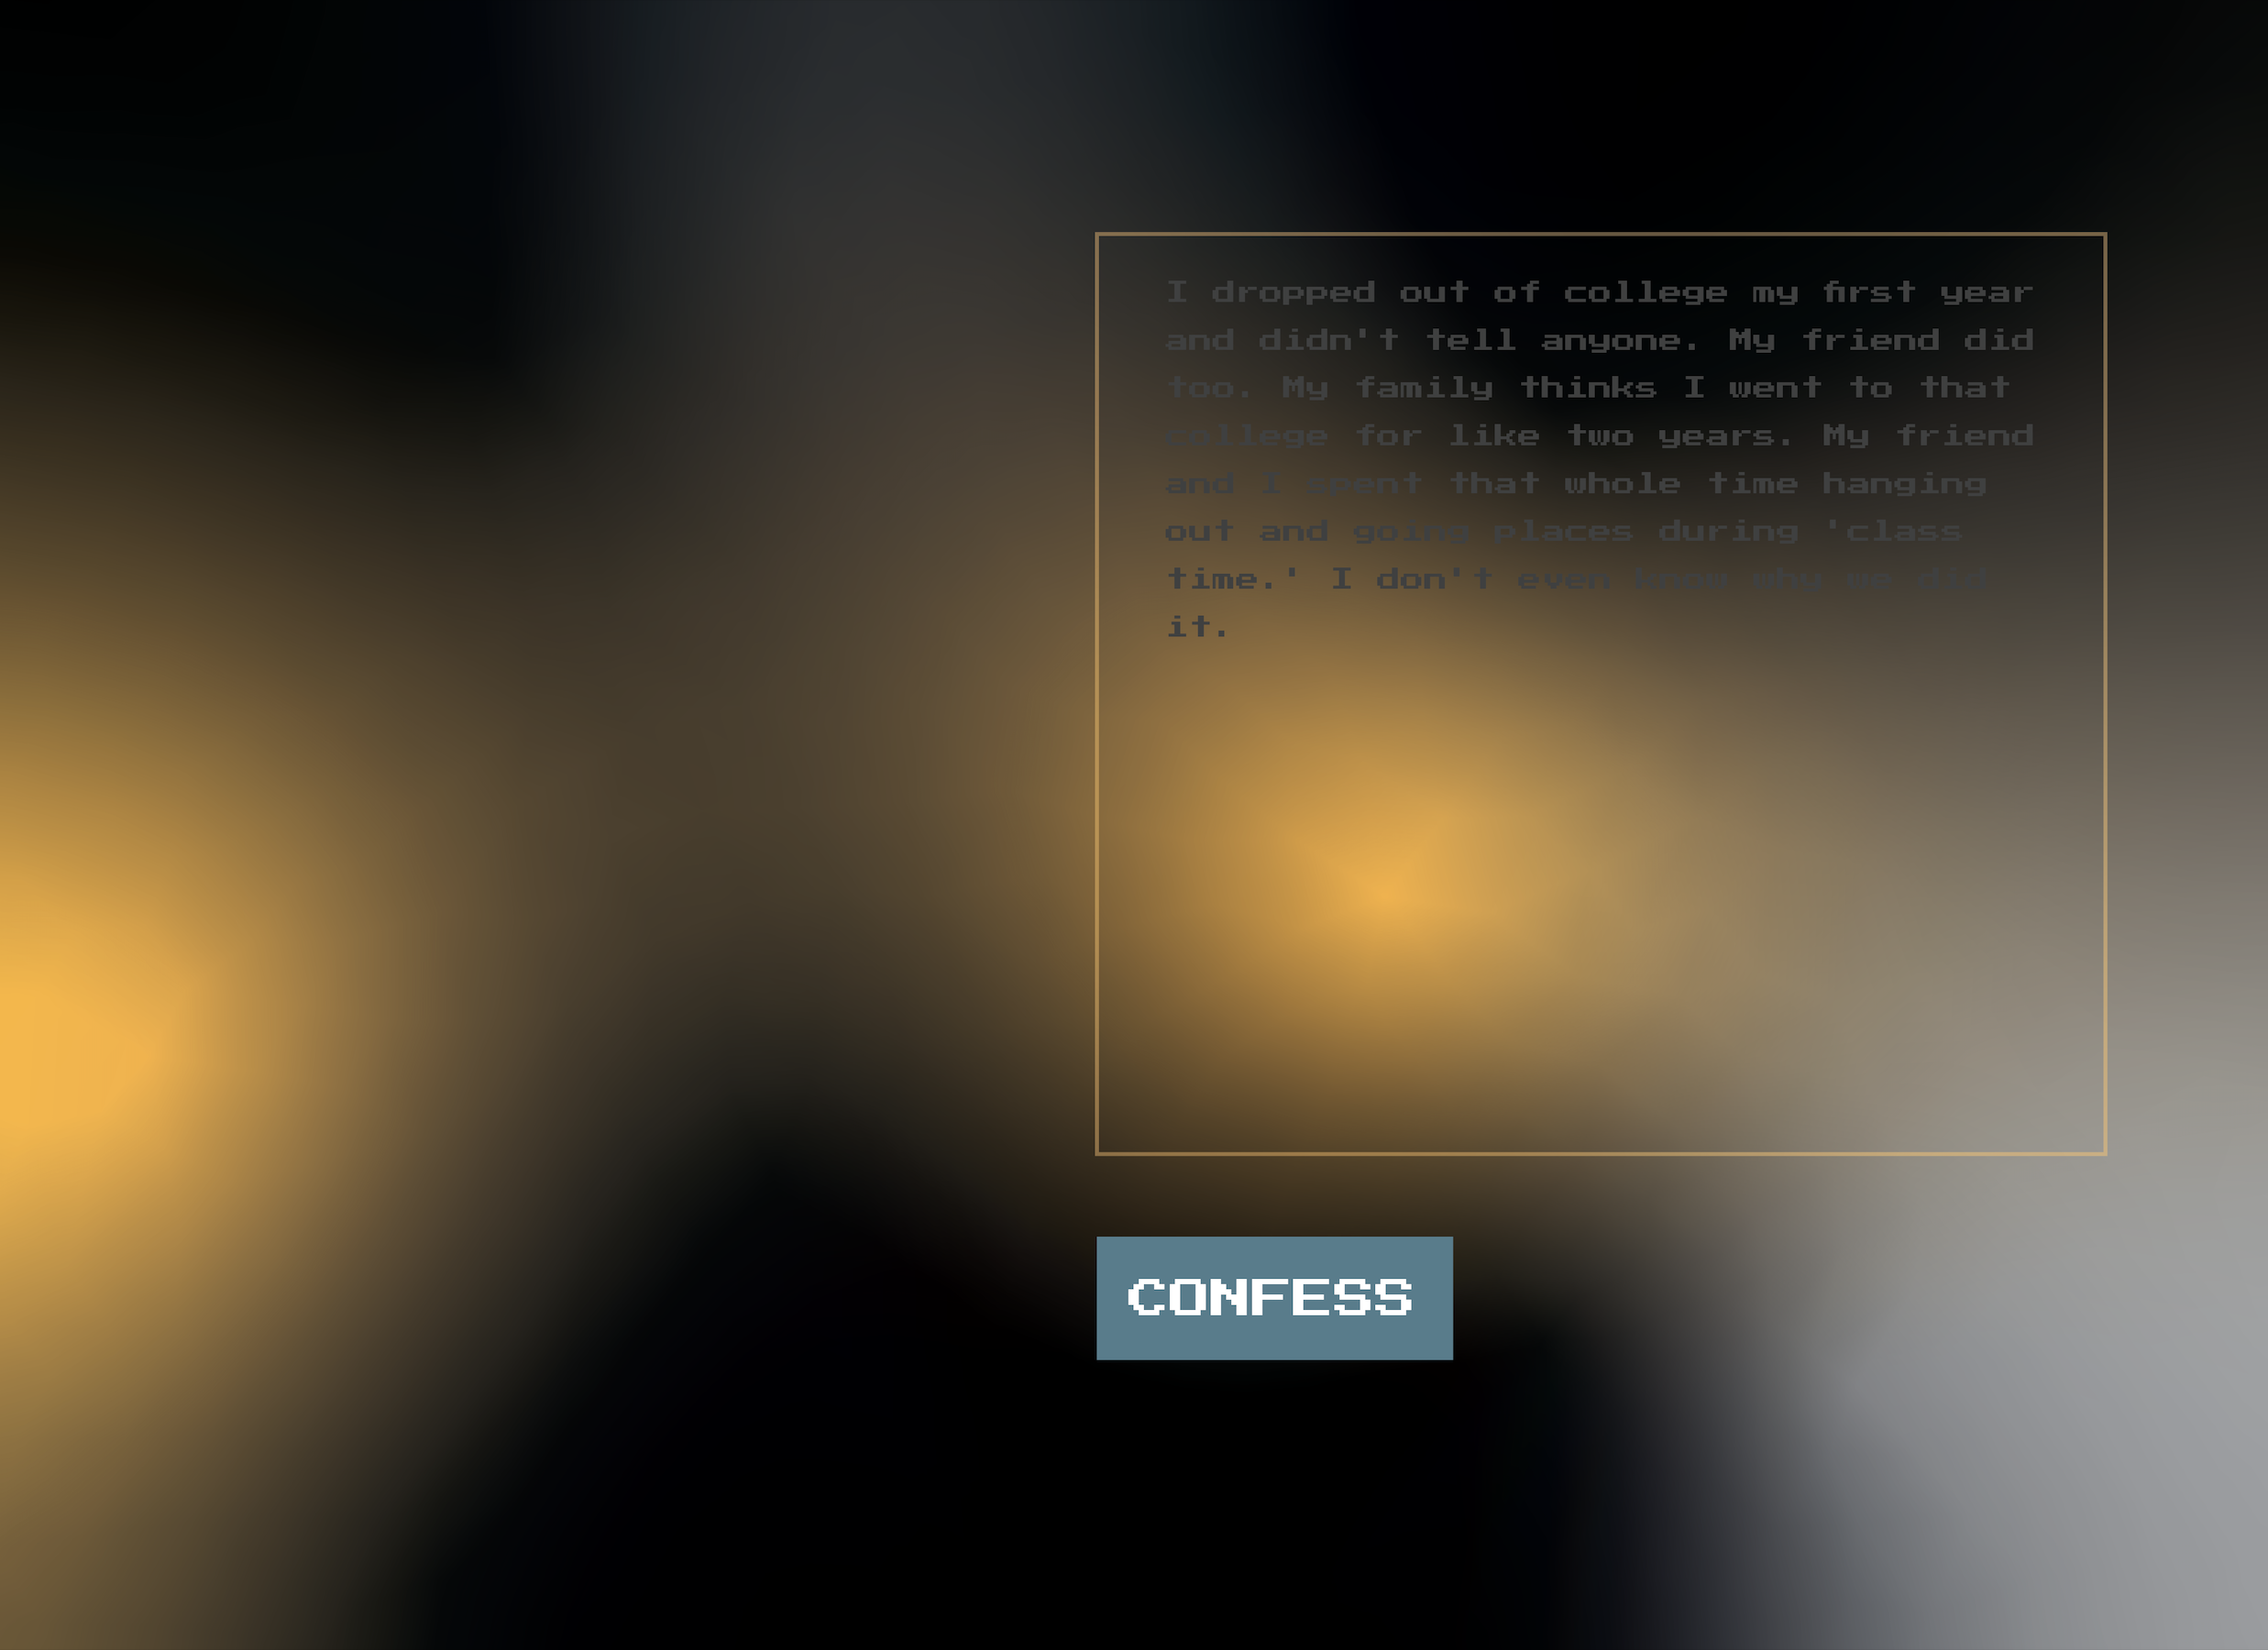 I dropped out of college my first year
and didn't tell anyone. My friend did
too. My family thinks I went to that
college for like two years. My friend
and I spent that whole time hanging
out and going places during 'class
time.' I don't even know why we did
it.
CONFESS